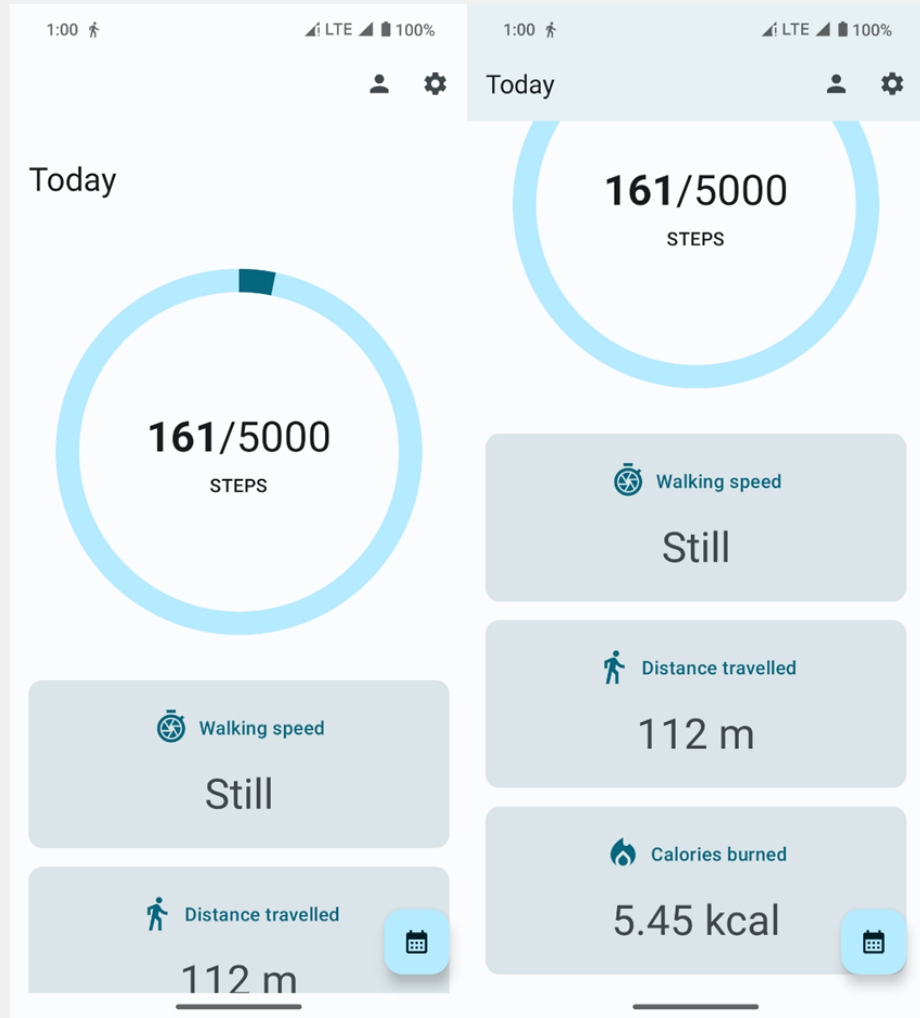 1:00 LTE 100%
Today
161/5000
STEPS
Walking speed
Still
Distance travelled
112 m
1:00 LTE 100%
Today
161/5000
STEPS
Walking speed
Still
Distance travelled
112 m
Calories burned
5.45 kcal